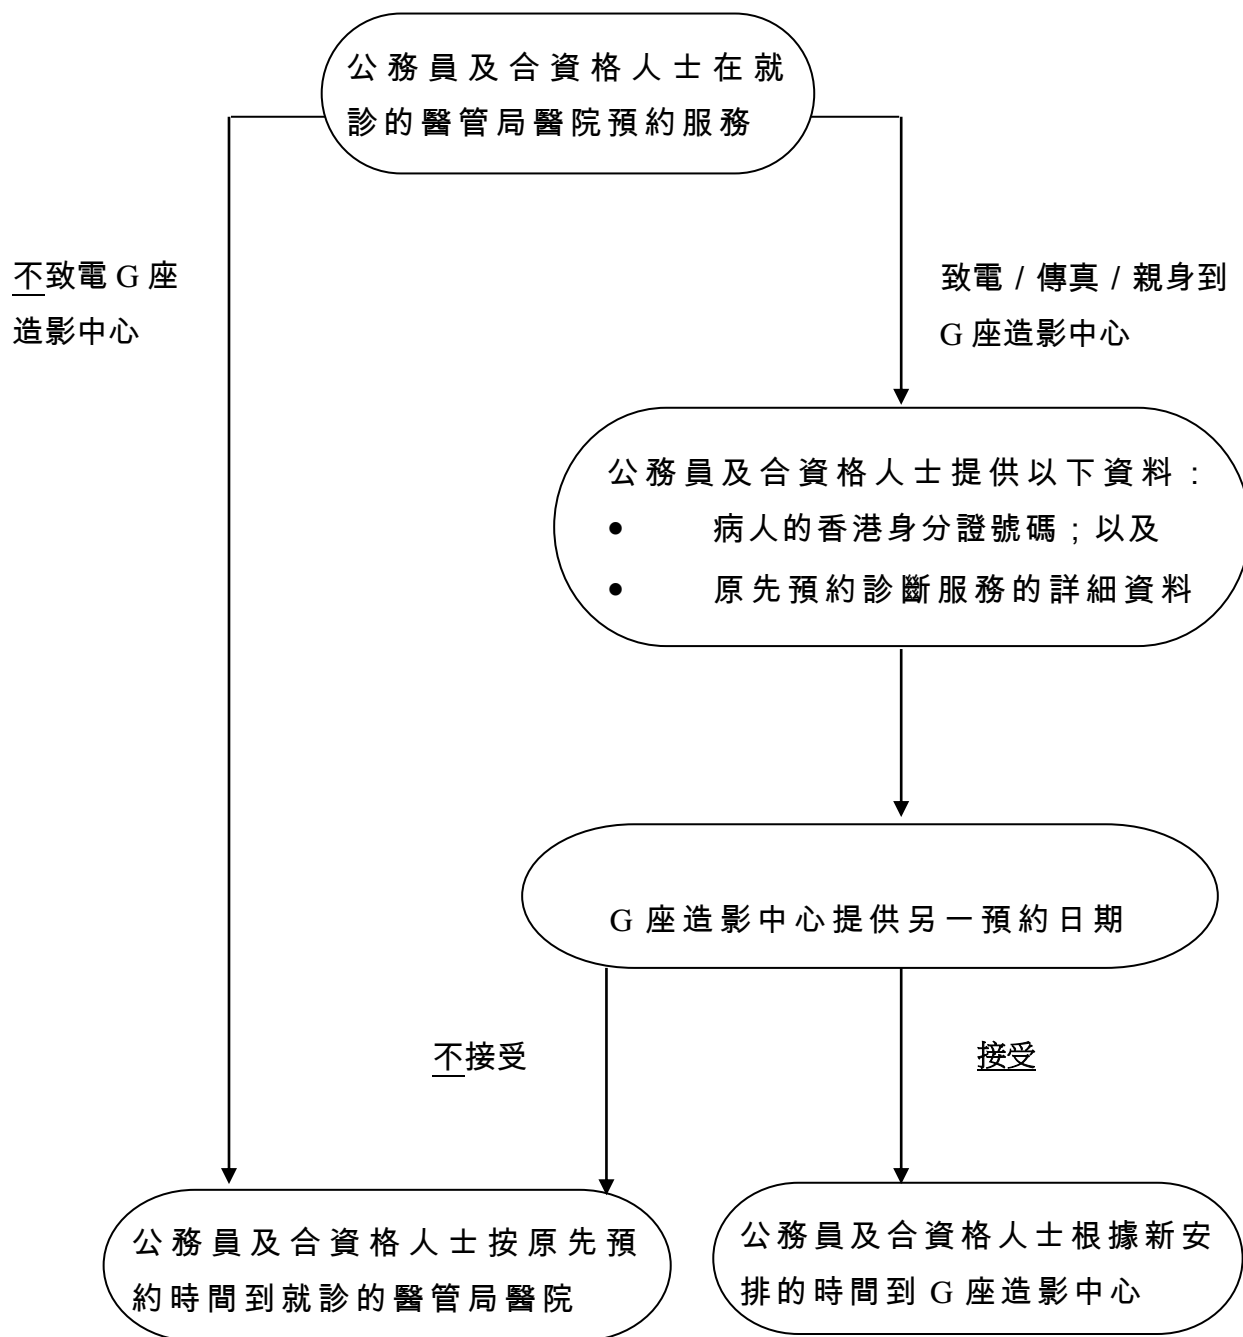 公務員及合資格人士在就
診的醫管局醫院預約服務
不致電 G 座
造影中心
致電 / 傳真 / 親身到
G 座造影中心
公務員及合資格人士提供以下資料：
● 病人的香港身分證號碼；以及
● 原先預約診斷服務的詳細資料
G 座造影中心提供另一預約日期
不接受
接受
公務員及合資格人士按原先預
約時間到就診的醫管局醫院
公務員及合資格人士根據新安
排的時間到 G 座造影中心